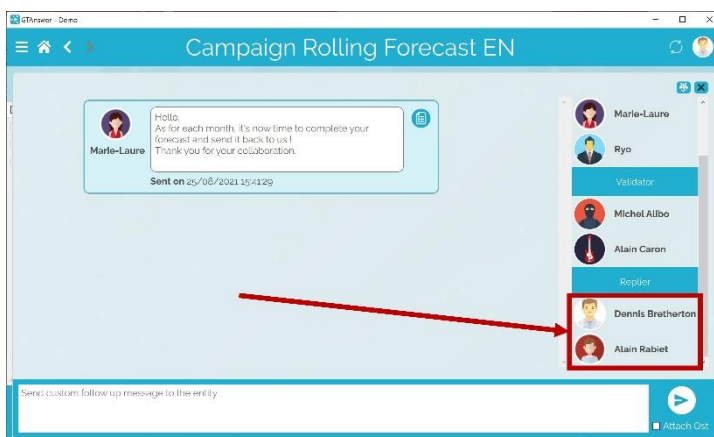 GTAnswer - Demo
Campaign Rolling Forecast EN
Marie-Laure
Hello,
As for each month, it's now time to complete your
forecast and send it back to us !
Thank you for your collaboration.
Sent on 25/08/2021 15:41:29
Marie-Laure
Ryo
Validator
Michel Alibo
Alain Caron
Replier
Dennis Bretherton
Alain Rabiet
Send custom follow up message to the entity
Attach Qst